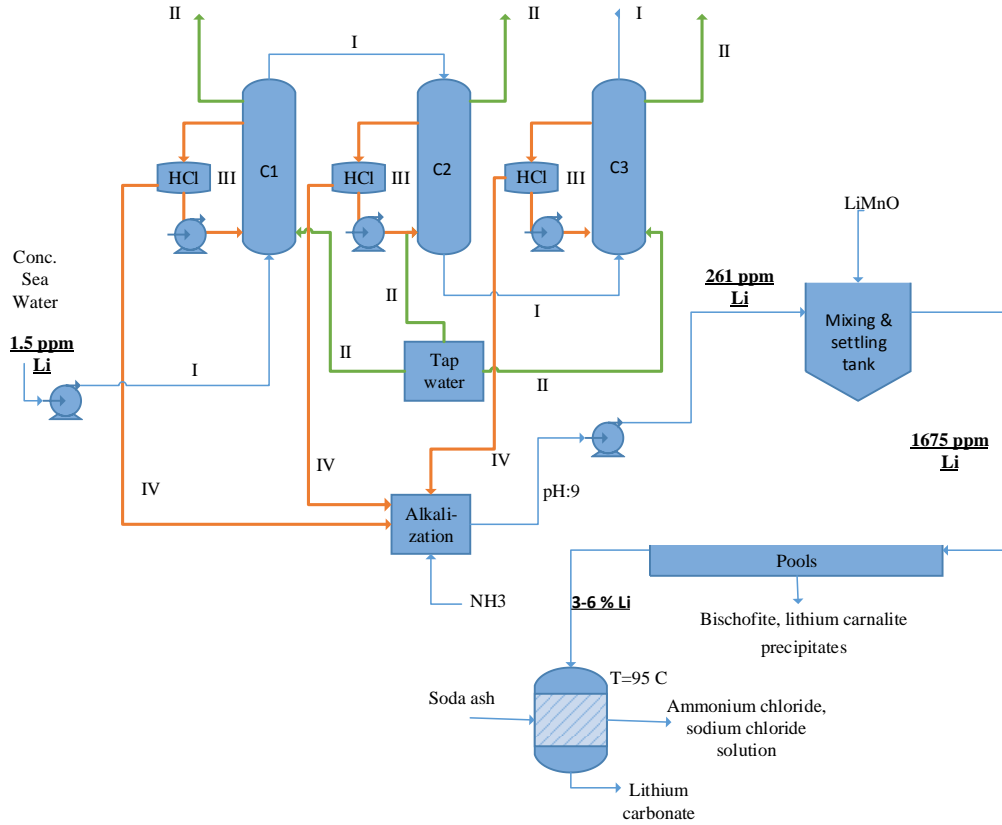 II
I
II
I
II
HCl
III
C1
HCl
III
C2
HCl
III
C3
LiMnO
Conc.
Sea
Water
1.5 ppm
Li
I
II
II
Tap
water
I
II
261 ppm
Li
Mixing &
settling
tank
1675 ppm
Li
IV
IV
IV
pH:9
Alkali-
zation
NH3
Pools
3-6 % Li
Bischofite, lithium carnalite
precipitates
T=95 C
Soda ash
Ammonium chloride,
sodium chloride
solution
Lithium
carbonate